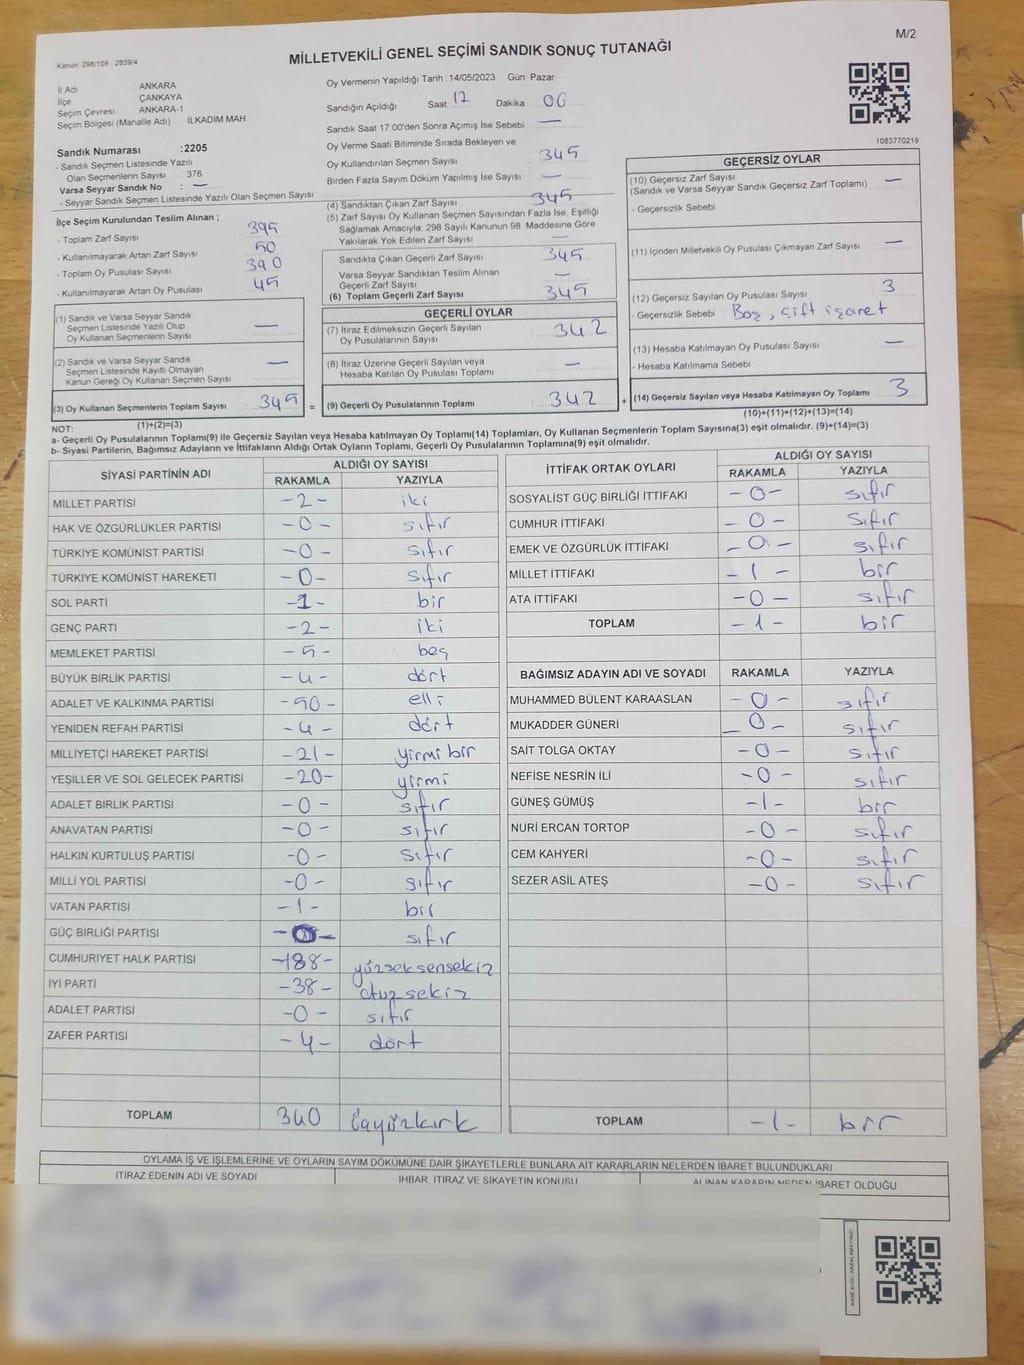 M/2
Kanun: 298/105 : 2839/4
MİLLETVEKİLİ GENEL SEÇİMİ SANDIK SONUÇ TUTANAĞI
İl Adı ANKARA
İlçe ÇANKAYA
Seçim Çevresi ANKARA-1
Seçim Bölgesi (Mahalle Adı) İLKADIM MAH.
Oy Vermenin Yapıldığı Tarih : 14/05/2023 Gün: Pazar
Sandığın Açıldığı Saat 17 Dakika 06
Sandık Saat 17:00'den Sonra Açımış İse Sebebi —
Oy Verme Saati Bitiminde Sırada Bekleyen ve
Oy Kullandırılan Seçmen Sayısı 345
Birden Fazla Sayım Döküm Yapılmış İse Sayısı —
1083770219
Sandık Numarası :2205
- Sandık Seçmen Listesinde Yazılı
Olan Seçmenlerin Sayısı 376
Varsa Seyyar Sandık No : —
- Seyyar Sandık Seçmen Listesinde Yazılı Olan Seçmen Sayısı
İlçe Seçim Kurulundan Teslim Alınan ;
- Toplam Zarf Sayısı 395
- Kullanılmayarak Artan Zarf Sayısı 50
- Toplam Oy Pusulası Sayısı 390
- Kullanılmayarak Artan Oy Pusulası 45
(1) Sandık ve Varsa Seyyar Sandık
Seçmen Listesinde Yazılı Olup
Oy Kullanan Seçmenlerin Sayısı —
(2) Sandık ve Varsa Seyyar Sandık
Seçmen Listesinde Kayıtlı Olmayan
Kanun Gereği Oy Kullanan Seçmen Sayısı —
(3) Oy Kullanan Seçmenlerin Toplam Sayısı 345 =
(1)+(2)=(3)
(4) Sandıktan Çıkan Zarf Sayısı 345
(5) Zarf Sayısı Oy Kullanan Seçmen Sayısından Fazla İse, Eşitliği
Sağlamak Amacıyla, 298 Sayılı Kanunun 98. Maddesine Göre
Yakılarak Yok Edilen Zarf Sayısı —
Sandıkta Çıkan Geçerli Zarf Sayısı 345
Varsa Seyyar Sandıktan Teslim Alınan
Geçerli Zarf Sayısı —
(6) Toplam Geçerli Zarf Sayısı 345
GEÇERLİ OYLAR
(7) İtiraz Edilmeksizin Geçerli Sayılan
Oy Pusulalarının Sayısı 342
(8) İtiraz Üzerine Geçerli Sayılan veya
Hesaba Katılan Oy Pusulası Toplamı —
(9) Geçerli Oy Pusulalarının Toplamı 342 +
GEÇERSİZ OYLAR
(10) Geçersiz Zarf Sayısı —
(Sandık ve Varsa Seyyar Sandık Geçersiz Zarf Toplamı)
- Geçersizlik Sebebi
(11) İçinden Milletvekili Oy Pusulası Çıkmayan Zarf Sayısı —
(12) Geçersiz Sayılan Oy Pusulası Sayısı 3
- Geçersizlik Sebebi Boş, çift işaret
(13) Hesaba Katılmayan Oy Pusulası Sayısı —
- Hesaba Katılmama Sebebi
(14) Geçersiz Sayılan veya Hesaba Katılmayan Oy Toplamı 3
(10)+(11)+(12)+(13)=(14)
NOT:
a- Geçerli Oy Pusulalarının Toplamı(9) ile Geçersiz Sayılan veya Hesaba katılmayan Oy Toplamı(14) Toplamları, Oy Kullanan Seçmenlerin Toplam Sayısına(3) eşit olmalıdır. (9)+(14)=(3)
b- Siyasi Partilerin, Bağımsız Adayların ve İttifakların Aldığı Ortak Oyların Toplamı, Geçerli Oy Pusulalarının Toplamına(9) eşit olmalıdır.
SİYASİ PARTİNİN ADI ALDIĞI OY SAYISI
RAKAMLA YAZIYLA
MİLLET PARTİSİ -2- iki
HAK VE ÖZGÜRLÜKLER PARTİSİ -0- sıfır
TÜRKİYE KOMÜNİST PARTİSİ -0- sıfır
TÜRKİYE KOMÜNİST HAREKETİ -0- sıfır
SOL PARTİ -1- bir
GENÇ PARTİ -2- iki
MEMLEKET PARTİSİ -5- beş
BÜYÜK BİRLİK PARTİSİ -4- dört
ADALET VE KALKINMA PARTİSİ -50- elli
YENİDEN REFAH PARTİSİ -4- dört
MİLLİYETÇİ HAREKET PARTİSİ -21- yirmi bir
YEŞİLLER VE SOL GELECEK PARTİSİ -20- yirmi
ADALET BİRLİK PARTİSİ -0- sıfır
ANAVATAN PARTİSİ -0- sıfır
HALKIN KURTULUŞ PARTİSİ -0- sıfır
MİLLİ YOL PARTİSİ -0- sıfır
VATAN PARTİSİ -1- bir
GÜÇ BİRLİĞİ PARTİSİ -0- sıfır
CUMHURİYET HALK PARTİSİ -188- yüzseksensekiz
İYİ PARTİ -38- otuzsekiz
ADALET PARTİSİ -0- sıfır
ZAFER PARTİSİ -4- dört
TOPLAM 340 üçyüzkırk
İTTİFAK ORTAK OYLARI ALDIĞI OY SAYISI
RAKAMLA YAZIYLA
SOSYALİST GÜÇ BİRLİĞİ İTTİFAKI -0- sıfır
CUMHUR İTTİFAKI -0- sıfır
EMEK VE ÖZGÜRLÜK İTTİFAKI -0- sıfır
MİLLET İTTİFAKI -1- bir
ATA İTTİFAKI -0- sıfır
TOPLAM -1- bir
BAĞIMSIZ ADAYIN ADI VE SOYADI RAKAMLA YAZIYLA
MUHAMMED BÜLENT KARAASLAN -0- sıfır
MUKADDER GÜNERİ -0- sıfır
SAİT TOLGA OKTAY -0- sıfır
NEFİSE NESRİN İLİ -0- sıfır
GÜNEŞ GÜMÜŞ -1- bir
NURİ ERCAN TORTOP -0- sıfır
CEM KAHYERİ -0- sıfır
SEZER ASİL ATEŞ -0- sıfır
TOPLAM -1- bir
OYLAMA İŞ VE İŞLEMLERİNE VE OYLARIN SAYIM DÖKÜMÜNE DAİR ŞİKAYETLERLE BUNLARA AİT KARARLARIN NELERDEN İBARET BULUNDUKLARI
İTİRAZ EDENİN ADI VE SOYADI İHBAR, İTİRAZ VE ŞİKAYETİN KONUSU ALINAN KARARIN NEDEN İBARET OLDUĞU